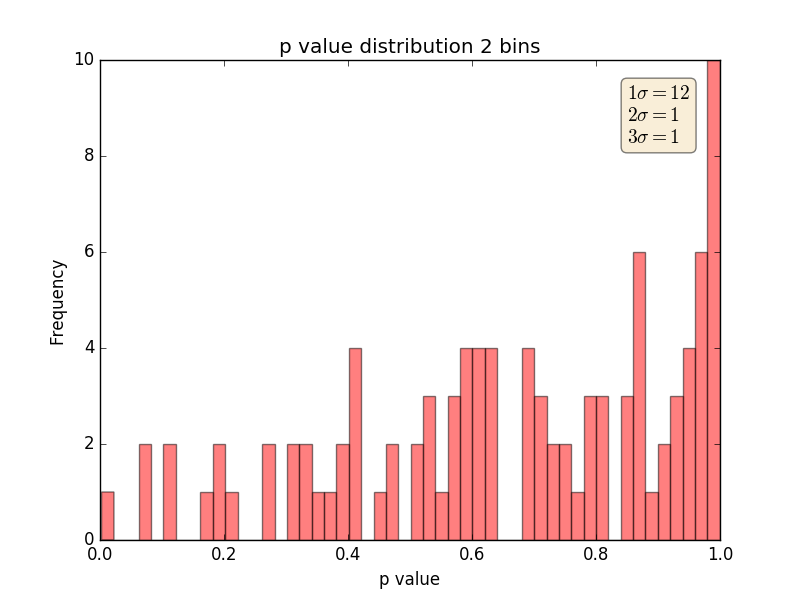 p value distribution 2 bins
10
8
6
4
2
0
Frequency
1σ = 12
2σ = 1
3σ = 1
0.0 0.2 0.4 0.6 0.8 1.0
p value